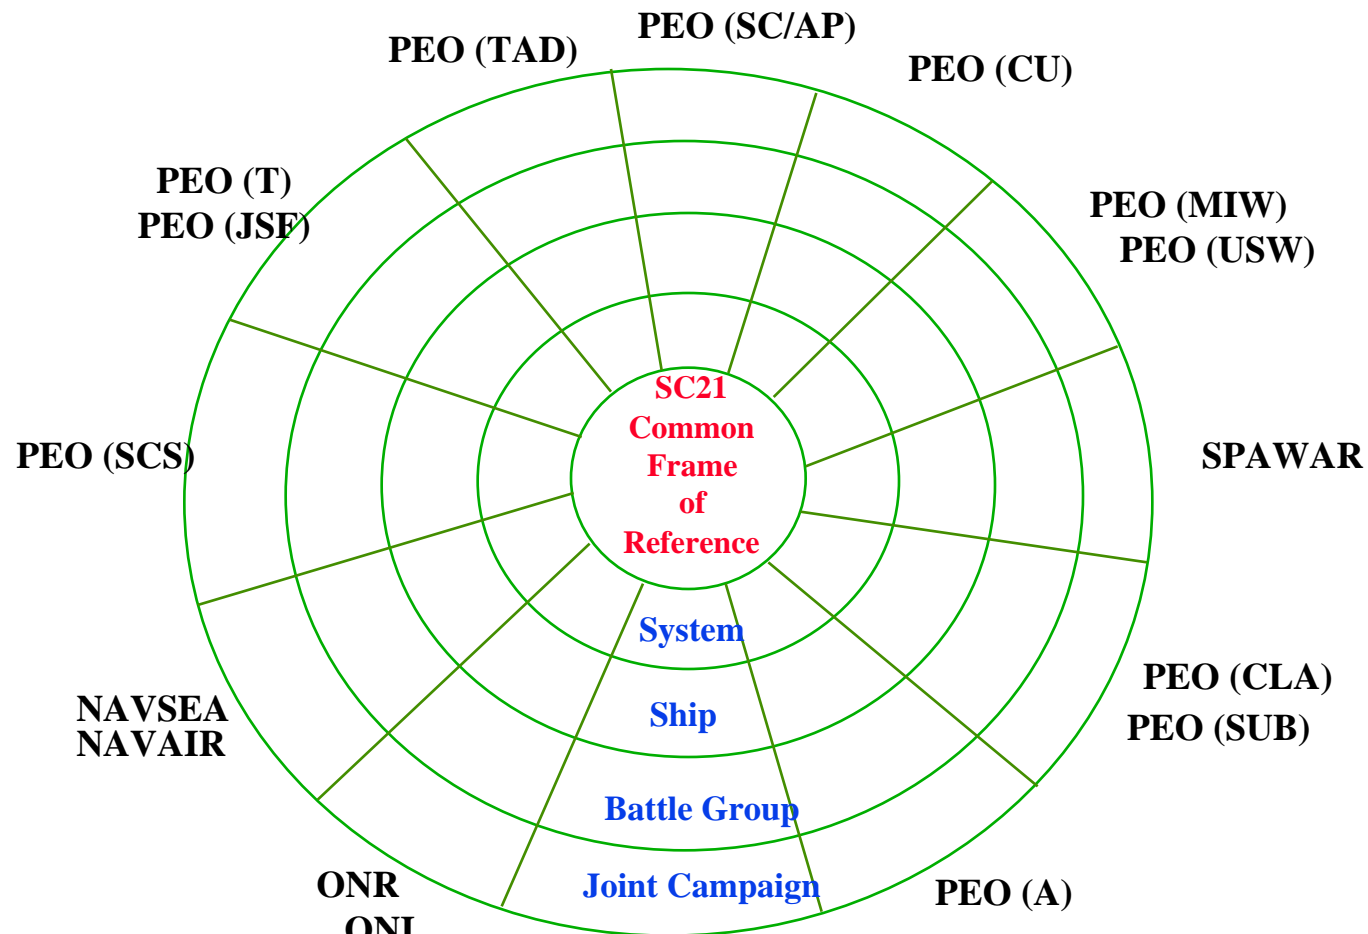 PEO (SC/AP)
PEO (TAD)
PEO (CU)
PEO (T)
PEO (JSF)
PEO (MIW)
PEO (USW)
SC21
Common
Frame
of
Reference
PEO (SCS)
SPAWAR
System
Ship
Battle Group
Joint Campaign
NAVSEA
NAVAIR
PEO (CLA)
PEO (SUB)
ONR
PEO (A)